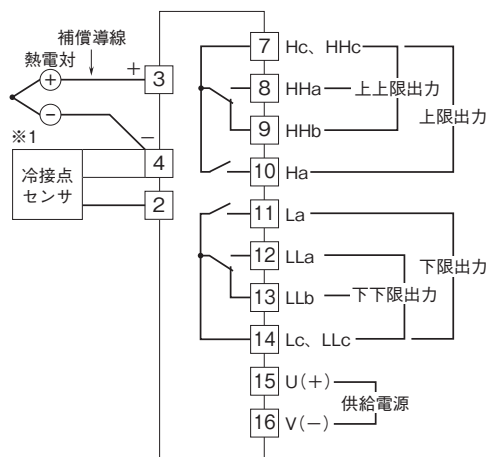 補償導線
熱電対
+
+
3
−
※1
−
4
冷接点
センサ
2
7 Hc、HHc
8 HHa
上上限出力
上限出力
9 HHb
10 Ha
11 La
12 LLa
下限出力
13 LLb
下下限出力
14 Lc、LLc
15 U(+)
供給電源
16 V(−)